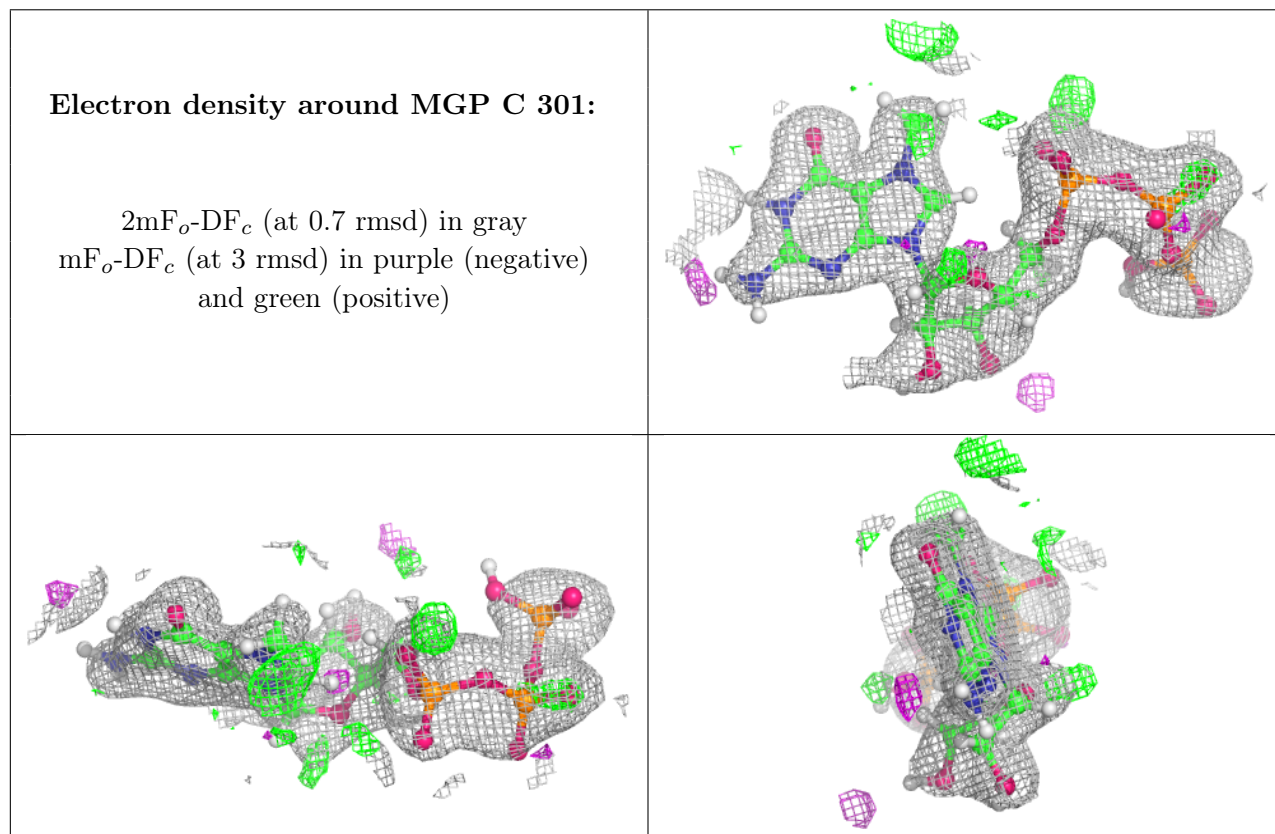 Electron density around MGP C 301:
2mFo-DFc (at 0.7 rmsd) in gray
mFo-DFc (at 3 rmsd) in purple (negative)
and green (positive)